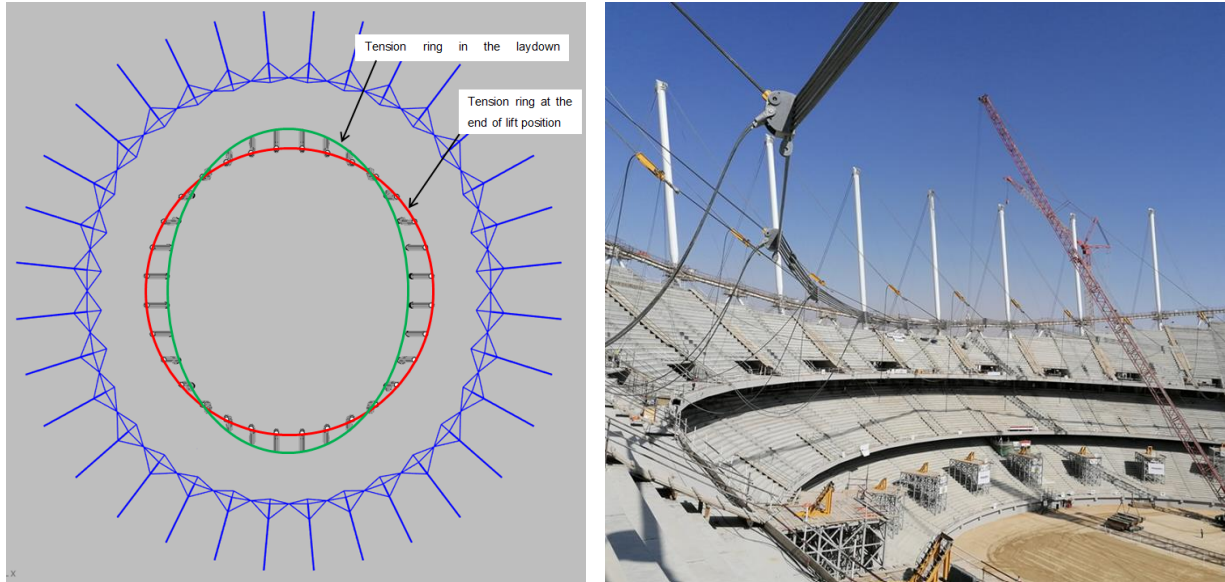 Tension ring in the laydown
Tension ring at the
end of lift position
x